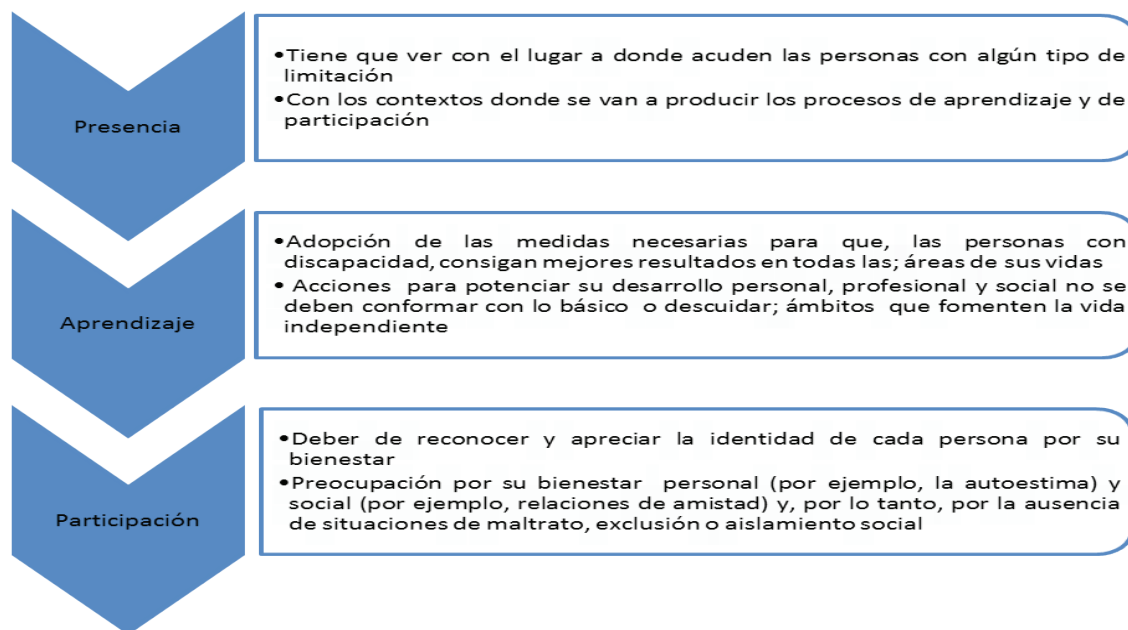 Presencia
•Tiene que ver con el lugar a donde acuden las personas con algún tipo de
limitación
•Con los contextos donde se van a producir los procesos de aprendizaje y de
participación
Aprendizaje
•Adopción de las medidas necesarias para que, las personas con
discapacidad, consigan mejores resultados en todas las; áreas de sus vidas
• Acciones para potenciar su desarrollo personal, profesional y social no se
deben conformar con lo básico o descuidar; ámbitos que fomenten la vida
independiente
Participación
•Deber de reconocer y apreciar la identidad de cada persona por su
bienestar
•Preocupación por su bienestar personal (por ejemplo, la autoestima) y
social (por ejemplo, relaciones de amistad) y, por lo tanto, por la ausencia
de situaciones de maltrato, exclusión o aislamiento social